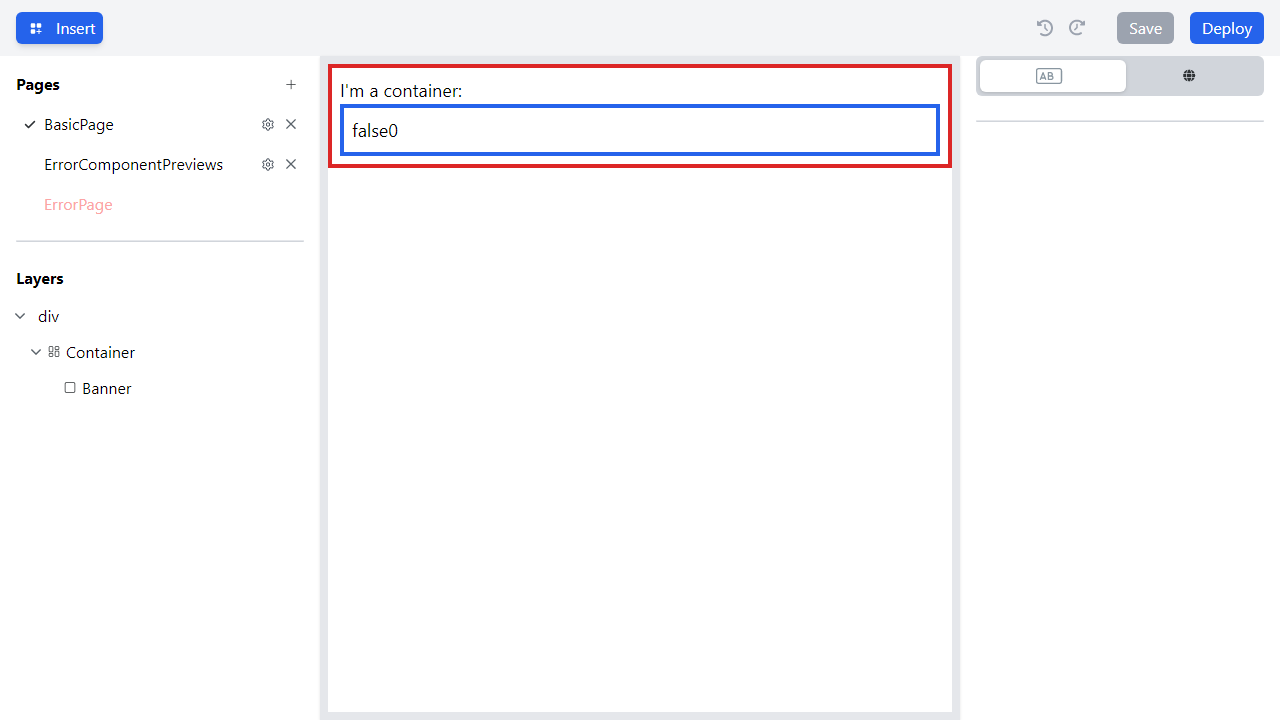 Insert
Save
Deploy
Pages
BasicPage
ErrorComponentPreviews
ErrorPage
Layers
div
Container
Banner
I'm a container:
false0
AB